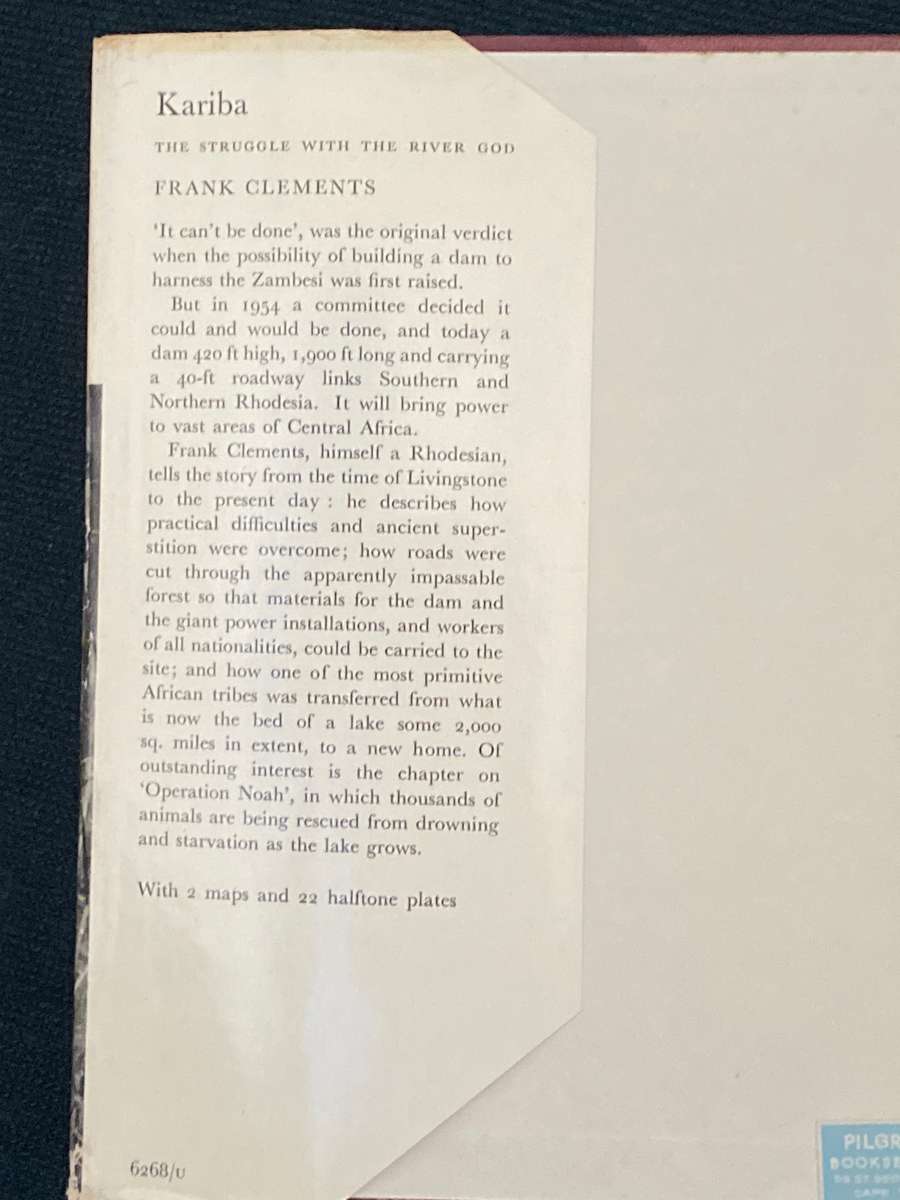 Kariba
THE STRUGGLE WITH THE RIVER GOD
FRANK CLEMENTS
'It can't be done', was the original verdict
when the possibility of building a dam to
harness the Zambesi was first raised.
But in 1954 a committee decided it
could and would be done, and today a
dam 420 ft high, 1,900 ft long and carrying
a 40-ft roadway links Southern and
Northern Rhodesia. It will bring power
to vast areas of Central Africa.
Frank Clements, himself a Rhodesian,
tells the story from the time of Livingstone
to the present day : he describes how
practical difficulties and ancient super-
stition were overcome; how roads were
cut through the apparently impassable
forest so that materials for the dam and
the giant power installations, and workers
of all nationalities, could be carried to the
site; and how one of the most primitive
African tribes was transferred from what
is now the bed of a lake some 2,000
sq. miles in extent, to a new home. Of
outstanding interest is the chapter on
'Operation Noah', in which thousands of
animals are being rescued from drowning
and starvation as the lake grows.
With 2 maps and 22 halftone plates
6268/U
PILGR
BOOKSE